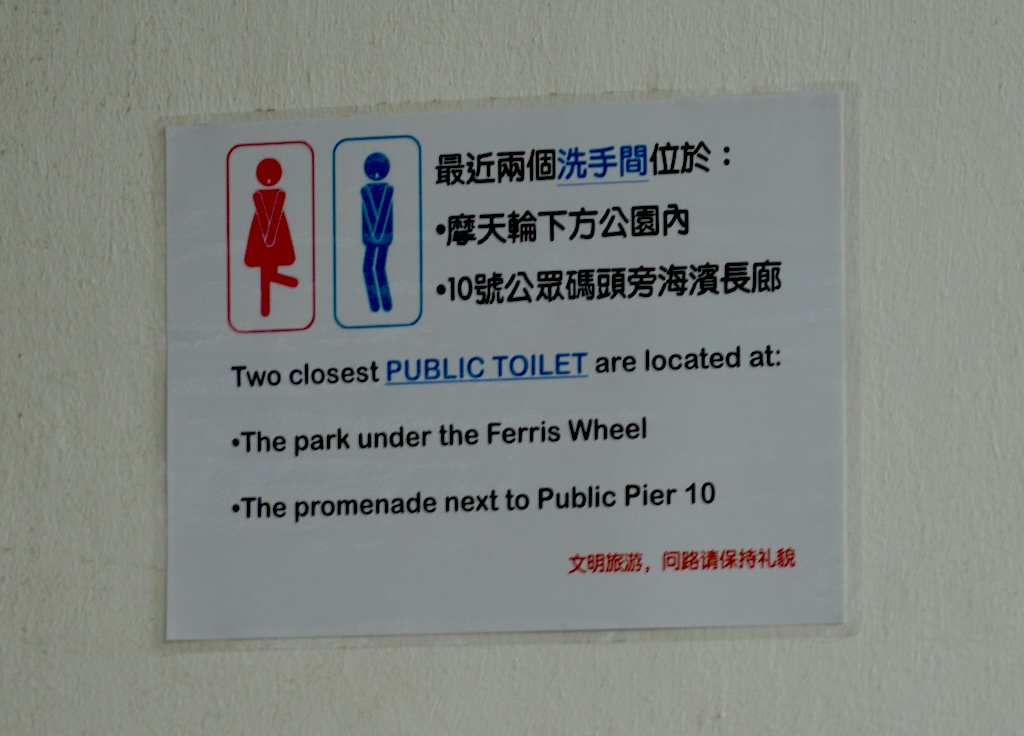 最近兩個洗手間位於：
•摩天輪下方公園內
•10號公眾碼頭旁海濱長廊
Two closest PUBLIC TOILET are located at:
•The park under the Ferris Wheel
•The promenade next to Public Pier 10
文明旅游，问路请保持礼貌